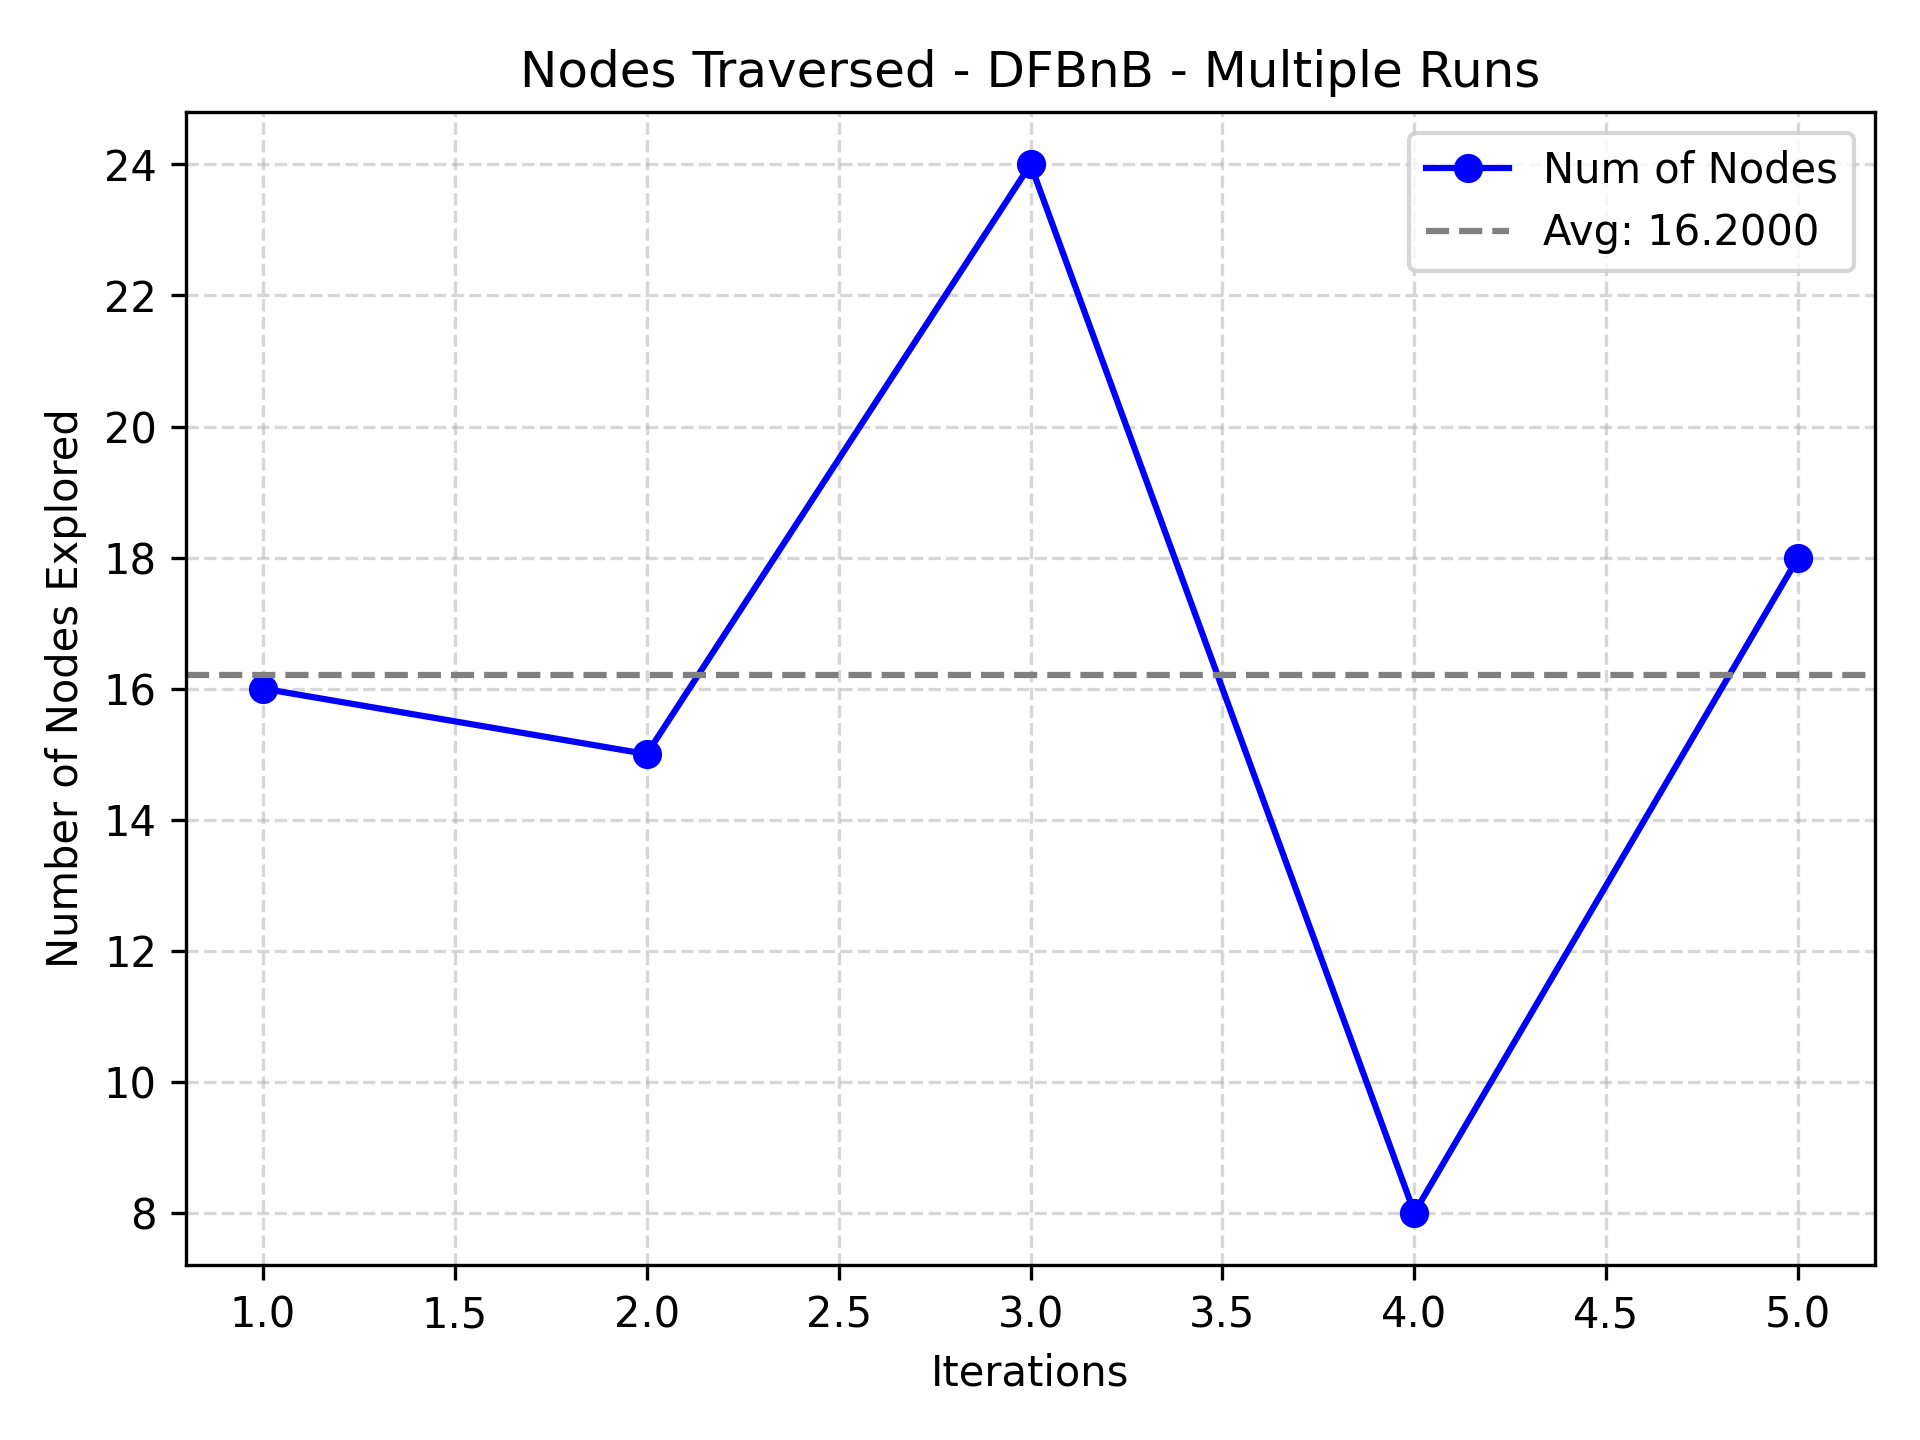 Nodes Traversed - DFBnB - Multiple Runs
Num of Nodes
Avg: 16.2000
Number of Nodes Explored
24
22
20
18
16
14
12
10
8
1.0 1.5 2.0 2.5 3.0 3.5 4.0 4.5 5.0
Iterations